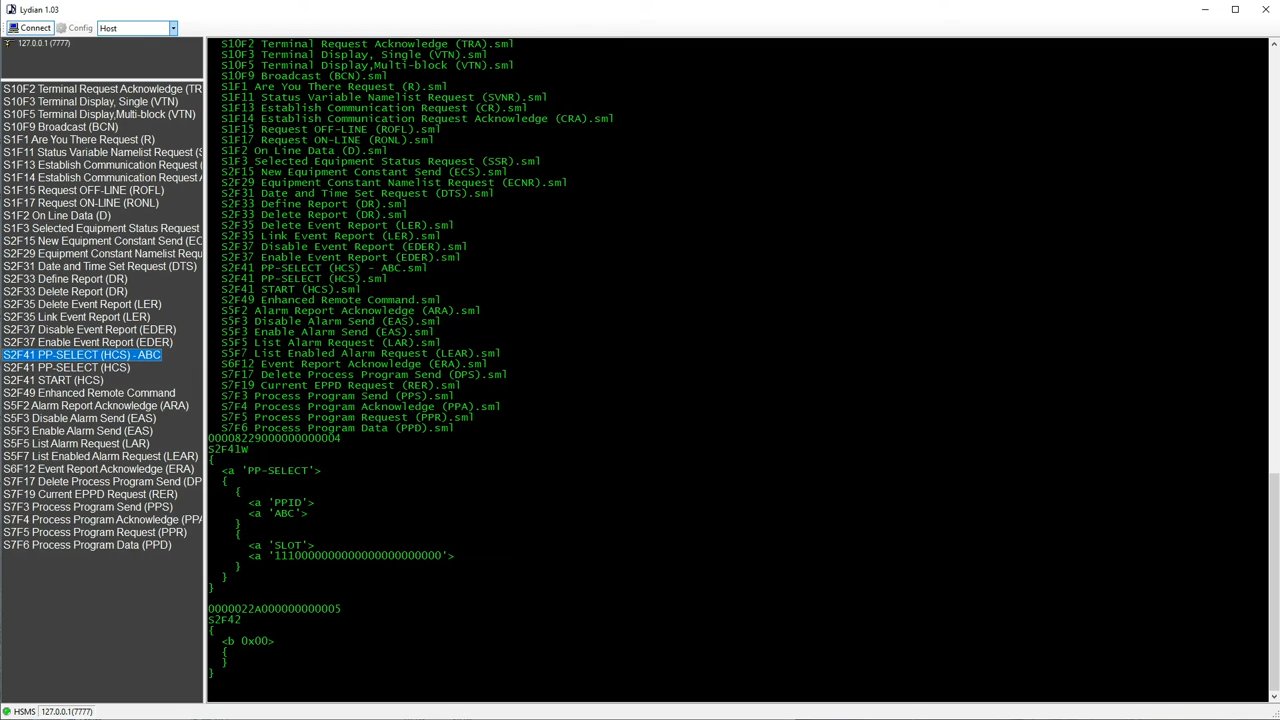 Lydian 1.03
Connect Config Host
127.0.0.1 (7777)
S10F2 Terminal Request Acknowledge (TR
S10F3 Terminal Display, Single (VTN)
S10F5 Terminal Display,Multi-block (VTN)
S10F9 Broadcast (BCN)
S1F1 Are You There Request (R)
S1F11 Status Variable Namelist Request (S
S1F13 Establish Communication Request (
S1F14 Establish Communication Request
S1F15 Request OFF-LINE (ROFL)
S1F17 Request ON-LINE (RONL)
S1F2 On Line Data (D)
S1F3 Selected Equipment Status Request
S2F15 New Equipment Constant Send (EC
S2F29 Equipment Constant Namelist Requ
S2F31 Date and Time Set Request (DTS)
S2F33 Define Report (DR)
S2F33 Delete Report (DR)
S2F35 Delete Event Report (LER)
S2F35 Link Event Report (LER)
S2F37 Disable Event Report (EDER)
S2F37 Enable Event Report (EDER)
S2F41 PP-SELECT (HCS) - ABC
S2F41 PP-SELECT (HCS)
S2F41 START (HCS)
S2F49 Enhanced Remote Command
S5F2 Alarm Report Acknowledge (ARA)
S5F3 Disable Alarm Send (EAS)
S5F3 Enable Alarm Send (EAS)
S5F5 List Alarm Request (LAR)
S5F7 List Enabled Alarm Request (LEAR)
S6F12 Event Report Acknowledge (ERA)
S7F17 Delete Process Program Send (DP
S7F19 Current EPPD Request (RER)
S7F3 Process Program Send (PPS)
S7F4 Process Program Acknowledge (PPA
S7F5 Process Program Request (PPR)
S7F6 Process Program Data (PPD)
S10F2 Terminal Request Acknowledge (TRA).sml
S10F3 Terminal Display, Single (VTN).sml
S10F5 Terminal Display,Multi-block (VTN).sml
S10F9 Broadcast (BCN).sml
S1F1 Are You There Request (R).sml
S1F11 Status Variable Namelist Request (SVNR).sml
S1F13 Establish Communication Request (CR).sml
S1F14 Establish Communication Request Acknowledge (CRA).sml
S1F15 Request OFF-LINE (ROFL).sml
S1F17 Request ON-LINE (RONL).sml
S1F2 On Line Data (D).sml
S1F3 Selected Equipment Status Request (SSR).sml
S2F15 New Equipment Constant Send (ECS).sml
S2F29 Equipment Constant Namelist Request (ECNR).sml
S2F31 Date and Time Set Request (DTS).sml
S2F33 Define Report (DR).sml
S2F33 Delete Report (DR).sml
S2F35 Delete Event Report (LER).sml
S2F35 Link Event Report (LER).sml
S2F37 Disable Event Report (EDER).sml
S2F37 Enable Event Report (EDER).sml
S2F41 PP-SELECT (HCS) - ABC.sml
S2F41 PP-SELECT (HCS).sml
S2F41 START (HCS).sml
S2F49 Enhanced Remote Command.sml
S5F2 Alarm Report Acknowledge (ARA).sml
S5F3 Disable Alarm Send (EAS).sml
S5F3 Enable Alarm Send (EAS).sml
S5F5 List Alarm Request (LAR).sml
S5F7 List Enabled Alarm Request (LEAR).sml
S6F12 Event Report Acknowledge (ERA).sml
S7F17 Delete Process Program Send (DPS).sml
S7F19 Current EPPD Request (RER).sml
S7F3 Process Program Send (PPS).sml
S7F4 Process Program Acknowledge (PPA).sml
S7F5 Process Program Request (PPR).sml
S7F6 Process Program Data (PPD).sml
00008229000000000004
S2F41W
{
<a 'PP-SELECT'>
{
{
<a 'PPID'>
<a 'ABC'>
}
{
<a 'SLOT'>
<a '1110000000000000000000000'>
}
}
}
0000022A000000000005
S2F42
{
<b 0x00>
{
}
}
HSMS 127.0.0.1(7777)